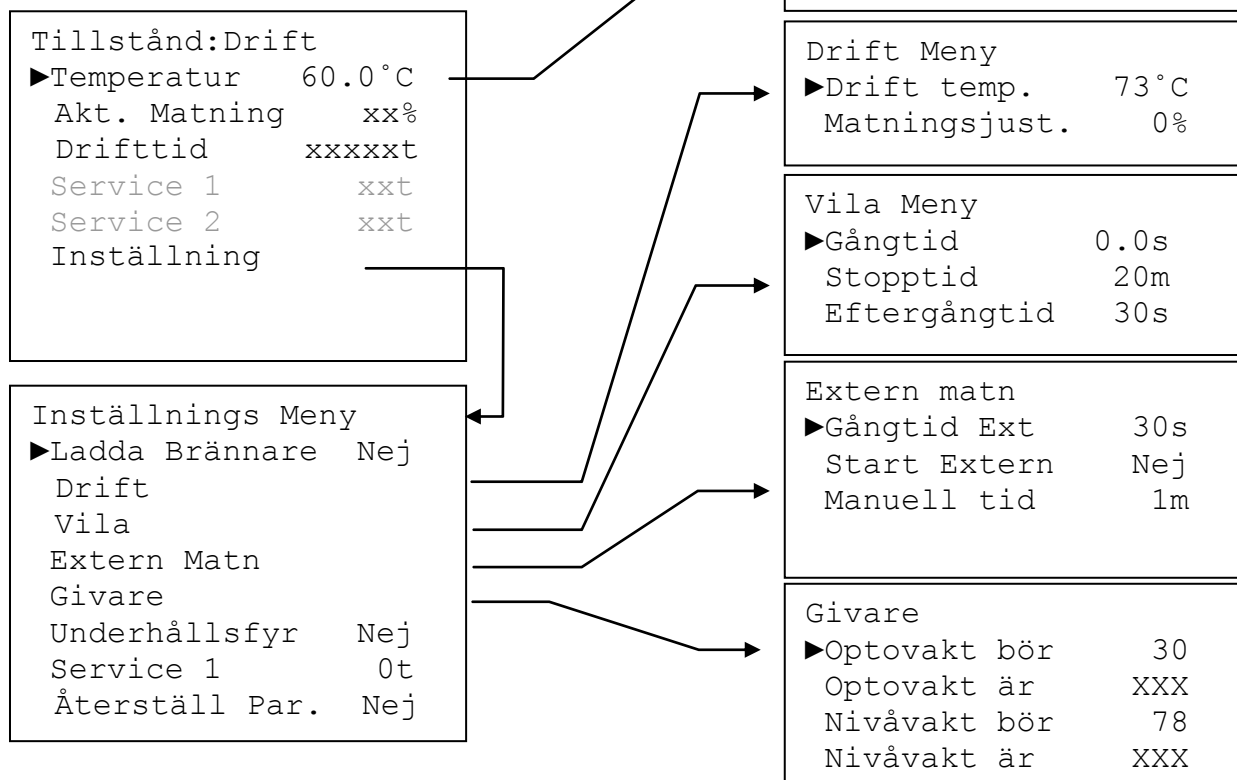 Tillstånd:Drift
►Temperatur 60.0°C
Akt. Matning xx%
Drifttid xxxxxt
Service 1 xxt
Service 2 xxt
Inställning
Inställnings Meny
►Ladda Brännare Nej
Drift
Vila
Extern Matn
Givare
Underhållsfyr Nej
Service 1 0t
Återställ Par. Nej
Drift Meny
►Drift temp. 73°C
Matningsjust. 0%
Vila Meny
►Gångtid 0.0s
Stopptid 20m
Eftergångtid 30s
Extern matn
►Gångtid Ext 30s
Start Extern Nej
Manuell tid 1m
Givare
►Optovakt bör 30
Optovakt är XXX
Nivåvakt bör 78
Nivåvakt är XXX